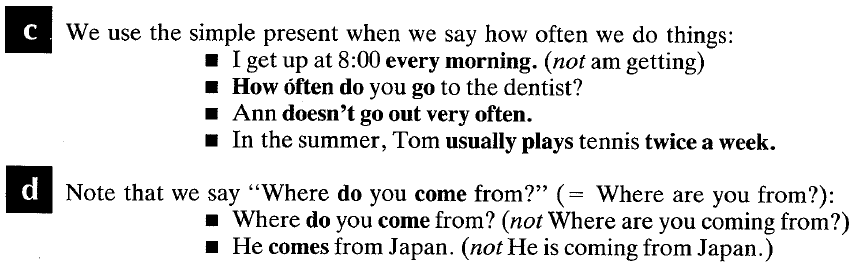 c We use the simple present when we say how often we do things:
■ I get up at 8:00 every morning. (not am getting)
■ How óften do you go to the dentist?
■ Ann doesn't go out very often.
■ In the summer, Tom usually plays tennis twice a week.
d Note that we say "Where do you come from?" (= Where are you from?):
■ Where do you come from? (not Where are you coming from?)
■ He comes from Japan. (not He is coming from Japan.)